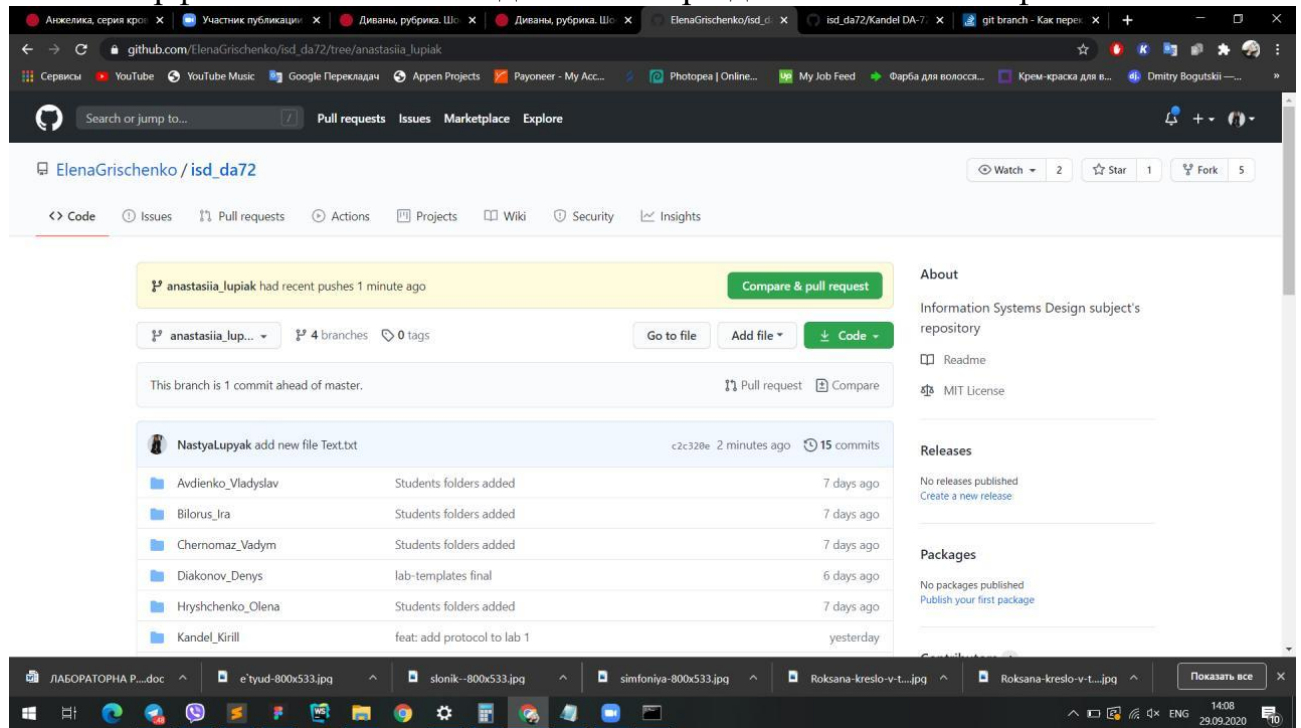 Анжелика, серия кров
Участник публикации
Диваны, рубрика. Шо
Диваны, рубрика. Шо
ElenaGrischenko/isd_d
isd_da72/Kandel DA-7
git branch - Как перек
github.com/ElenaGrischenko/isd_da72/tree/anastasiia_lupiak
Сервисы YouTube YouTube Music Google Перекладач Appen Projects Payoneer - My Acc... Photopea | Online... My Job Feed Фарба для волосся... Крем-краска для в... Dmitry Bogutskii —... »
Search or jump to... / Pull requests Issues Marketplace Explore
ElenaGrischenko / isd_da72
Watch 2 Star 1 Fork 5
Code Issues Pull requests Actions Projects Wiki Security Insights
anastasiia_lupiak had recent pushes 1 minute ago
Compare & pull request
anastasiia_lup... 4 branches 0 tags
Go to file Add file Code
This branch is 1 commit ahead of master.
Pull request Compare
NastyaLupyak add new file Text.txt c2c320e 2 minutes ago 15 commits
Avdienko_Vladyslav Students folders added 7 days ago
Bilorus_Ira Students folders added 7 days ago
Chernomaz_Vadym Students folders added 7 days ago
Diakonov_Denys lab-templates final 6 days ago
Hryshchenko_Olena Students folders added 7 days ago
Kandel_Kirill feat: add protocol to lab 1 yesterday
About
Information Systems Design subject's
repository
Readme
MIT License
Releases
No releases published
Create a new release
Packages
No packages published
Publish your first package
ЛАБОРАТОРНА Р....doc
e`tyud-800x533.jpg
slonik--800x533.jpg
simfoniya-800x533.jpg
Roksana-kreslo-v-t....jpg
Roksana-kreslo-v-t....jpg
Показать все
ENG
14:08
29.09.2020
10